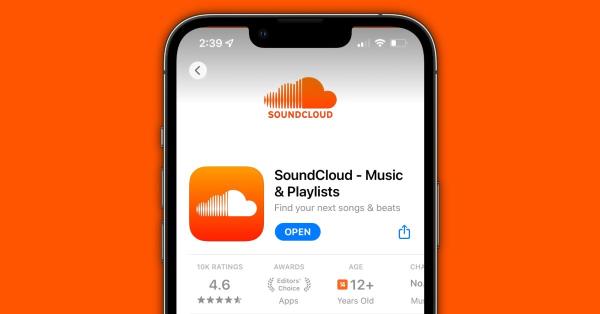 2:39
SOUNDCLOUD
SoundCloud - Music
& Playlists
Find your next songs & beats
OPEN
10K RATINGS
AWARDS
AGE
CHA
4.6
Editors'
Choice
12+
No.
Apps
Years Old
Mus